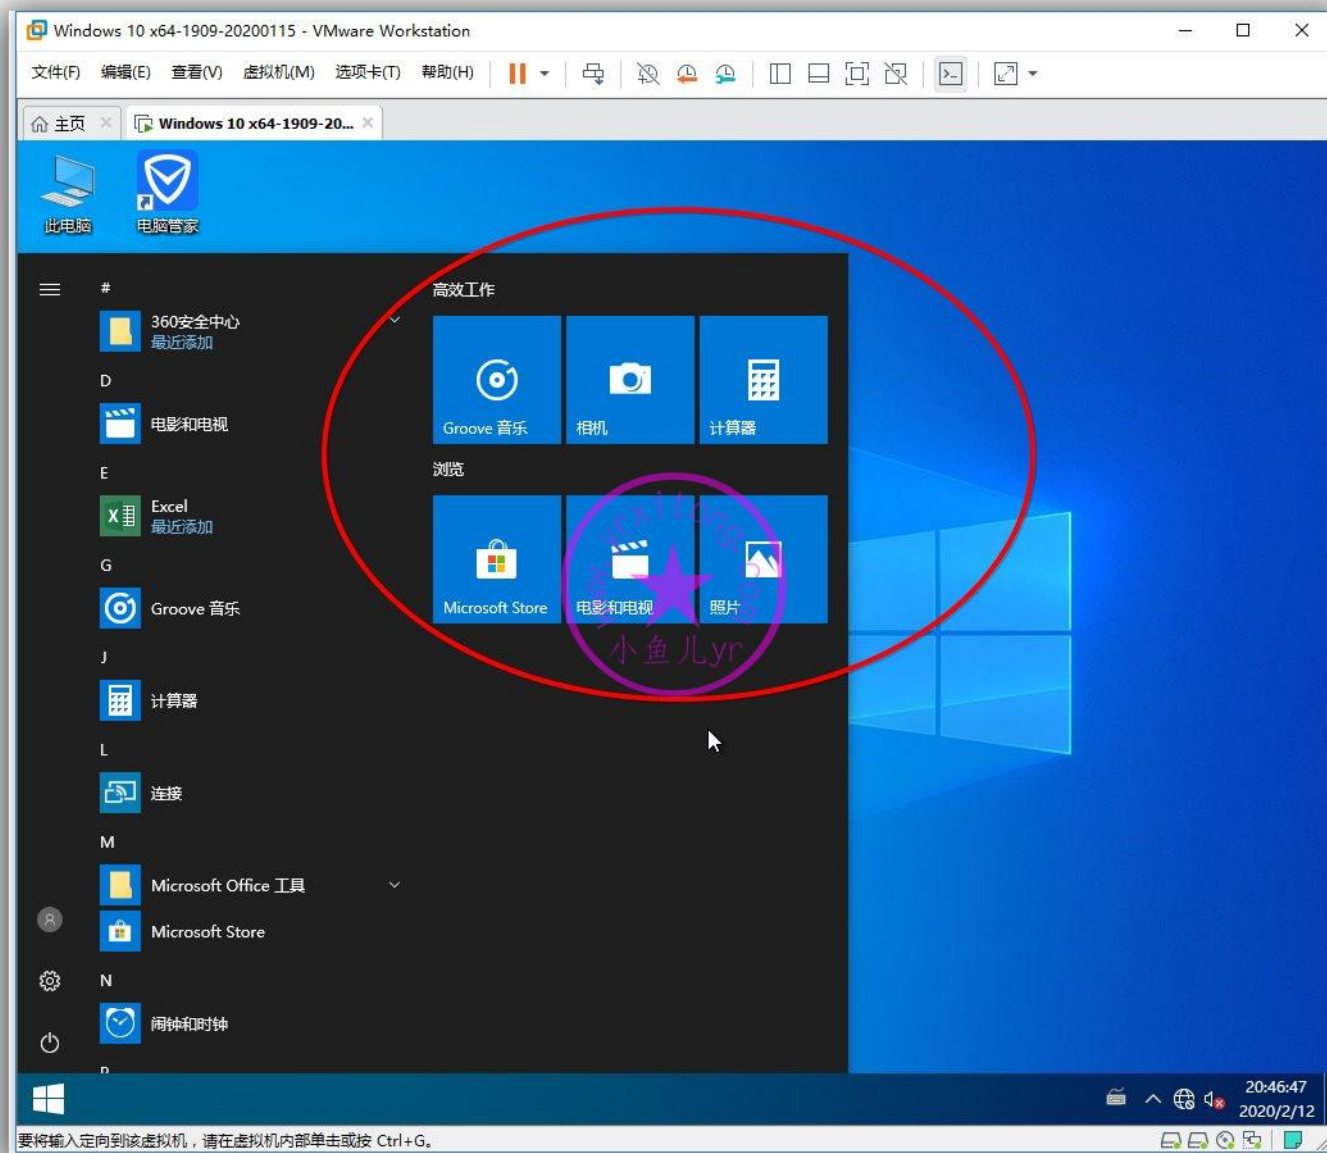 Windows 10 x64-1909-20200115 - VMware Workstation
文件(F) 编辑(E) 查看(V) 虚拟机(M) 选项卡(T) 帮助(H)
主页 Windows 10 x64-1909-20...
此电脑 电脑管家
#
360安全中心
最近添加
D
电影和电视
E
Excel
最近添加
G
Groove 音乐
J
计算器
L
连接
M
Microsoft Office 工具
Microsoft Store
N
闹钟和时钟
高效工作
Groove 音乐 相机 计算器
浏览
Microsoft Store 电影和电视 照片
小鱼儿yr
20:46:47
2020/2/12
要将输入定向到该虚拟机，请在虚拟机内部单击或按 Ctrl+G。